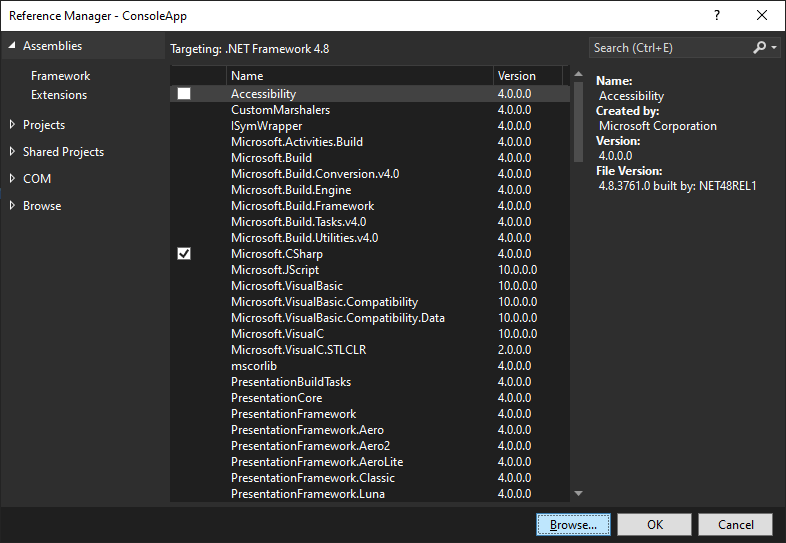 Reference Manager - ConsoleApp
Assemblies
Framework
Extensions
Projects
Shared Projects
COM
Browse
Targeting: .NET Framework 4.8
Name Version
Accessibility 4.0.0.0
CustomMarshalers 4.0.0.0
ISymWrapper 4.0.0.0
Microsoft.Activities.Build 4.0.0.0
Microsoft.Build 4.0.0.0
Microsoft.Build.Conversion.v4.0 4.0.0.0
Microsoft.Build.Engine 4.0.0.0
Microsoft.Build.Framework 4.0.0.0
Microsoft.Build.Tasks.v4.0 4.0.0.0
Microsoft.Build.Utilities.v4.0 4.0.0.0
Microsoft.CSharp 4.0.0.0
Microsoft.JScript 10.0.0.0
Microsoft.VisualBasic 10.0.0.0
Microsoft.VisualBasic.Compatibility 10.0.0.0
Microsoft.VisualBasic.Compatibility.Data 10.0.0.0
Microsoft.VisualC 10.0.0.0
Microsoft.VisualC.STLCLR 2.0.0.0
mscorlib 4.0.0.0
PresentationBuildTasks 4.0.0.0
PresentationCore 4.0.0.0
PresentationFramework 4.0.0.0
PresentationFramework.Aero 4.0.0.0
PresentationFramework.Aero2 4.0.0.0
PresentationFramework.AeroLite 4.0.0.0
PresentationFramework.Classic 4.0.0.0
PresentationFramework.Luna 4.0.0.0
Search (Ctrl+E)
Name:
Accessibility
Created by:
Microsoft Corporation
Version:
4.0.0.0
File Version:
4.8.3761.0 built by: NET48REL1
Browse... OK Cancel